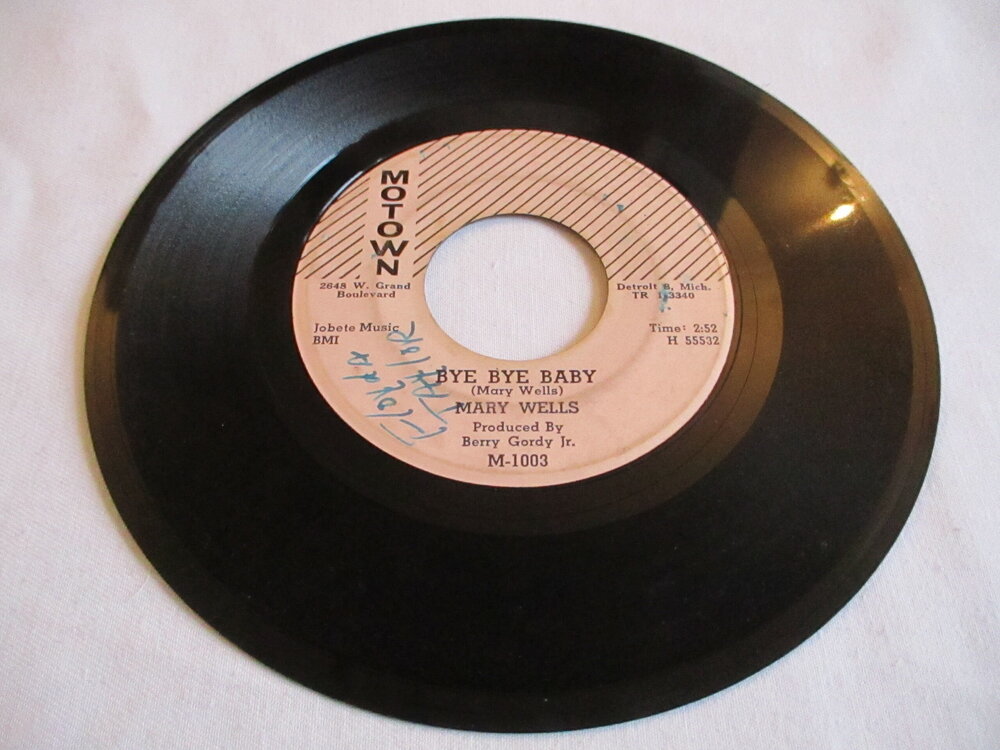 MOTOWN
2648 W. Grand
Boulevard
Detroit 8, Mich.
TR 1-3340
Jobete Music
BMI
Time: 2:52
H 55532
BYE BYE BABY
(Mary Wells)
MARY WELLS
Produced By
Berry Gordy Jr.
M-1003